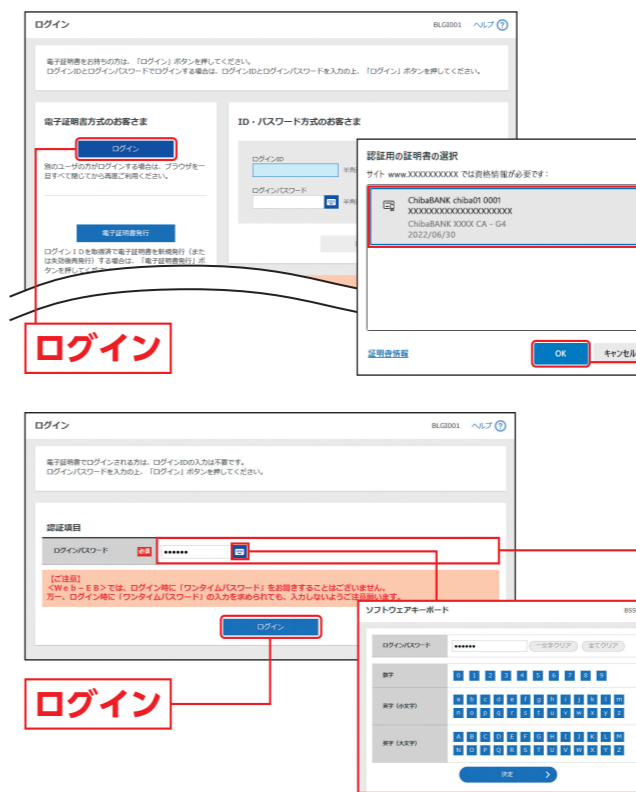 ログイン
BLGI001 ヘルプ ?
電子証明書をお持ちの方は、「ログイン」ボタンを押してください。
ログインIDとログインパスワードでログインする場合は、ログインIDとログインパスワードを入力の上、「ログイン」ボタンを押してください。
電子証明書方式のお客さま
ログイン
別のユーザの方がログインする場合は、ブラウザを一
旦すべて閉じてから再度ご利用ください。
電子証明書発行
ログインIDを取得済で電子証明書を新規発行(また
は失効後再発行)する場合は、「電子証明書発行」ボ
タンを押してください
ID・パスワード方式のお客さま
ログインID
半角
ログインパスワード
半角
認証用の証明書の選択
サイト www.XXXXXXXXXX では資格情報が必要です:
ChibaBANK chiba01 0001
XXXXXXXXXXXXXXXXXXXX
ChibaBANK XXXX CA - G4
2022/06/30
証明書情報
OK
キャンセル
ログイン
ログイン
BLGI001 ヘルプ ?
電子証明書でログインされる方は、ログインIDの入力は不要です。
ログインパスワードを入力の上、「ログイン」ボタンを押してください。
認証項目
ログインパスワード 必須 ••••••
【ご注意】
<Web-EB>では、ログイン時に「ワンタイムパスワード」をお聞きすることはございません。
万一、ログイン時に「ワンタイムパスワード」の入力を求められても、入力しないようご注意願います。
ログイン
ログイン
ソフトウェアキーボード
BSS
ログインパスワード •••••• 一文字クリア 全てクリア
数字
0 1 2 3 4 5 6 7 8 9
英字(小文字)
a b c d e f g h i j k l m
n o p q r s t u v w x y z
英字(大文字)
A B C D E F G H I J K L M
N O P Q R S T U V W X Y Z
決定